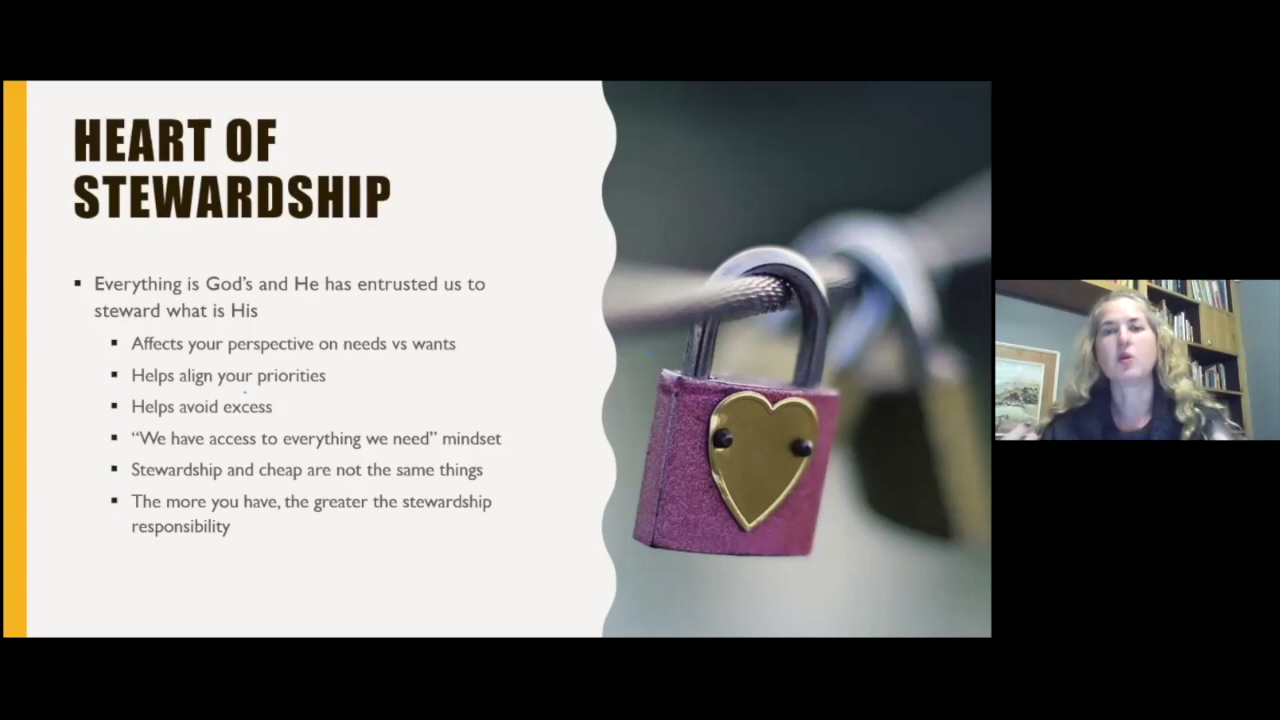 HEART OF
STEWARDSHIP
Everything is God's and He has entrusted us to
steward what is His
Affects your perspective on needs vs wants
Helps align your priorities
Helps avoid excess
“We have access to everything we need” mindset
Stewardship and cheap are not the same things
The more you have, the greater the stewardship
responsibility